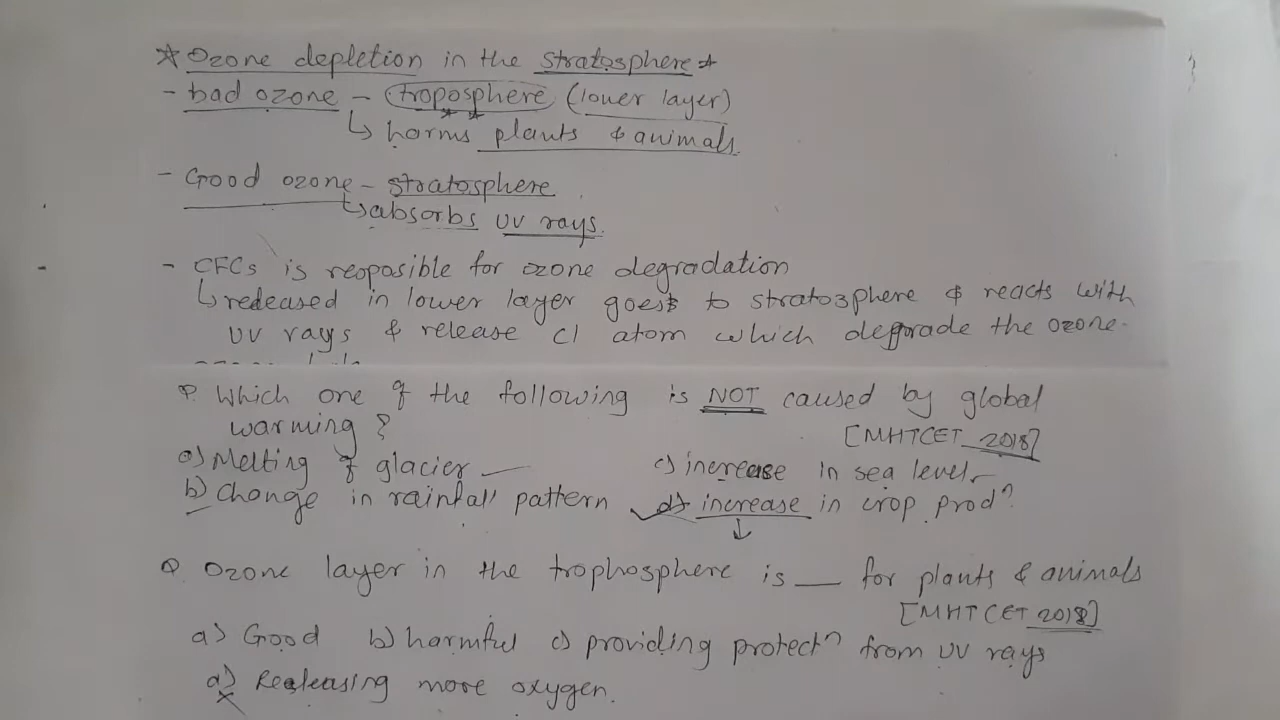 * Ozone depletion in the stratosphere *
- bad ozone - troposphere (lower layer)
↳ harms plants & animals.
- Good ozone - stratosphere
↳ absorbs UV rays.
- CFCs is reoposible for ozone degradation
↳ redeased in lower layer goest to stratosphere & reacts with
UV rays & release Cl atom which degrade the ozone.
Q Which one of the following is NOT caused by global
warming ?
[MHTCET 2018]
a) Melting of glacier c) increase in sea level
b) Change in rainfall pattern d) increase in crop prodⁿ
Q Ozone layer in the trophosphere is __ for plants & animals
[MHTCET 2018]
a) Good b) harmful c) providing protectⁿ from UV rays
d) Realeasing more oxygen.